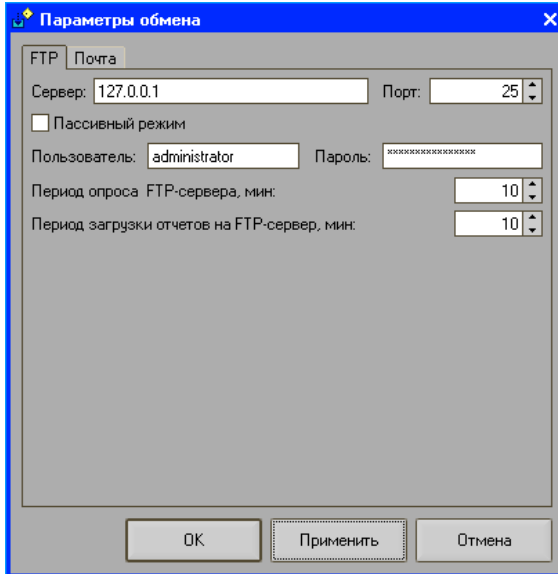 Параметры обмена
FTP Почта
Сервер: 127.0.0.1 Порт: 25
Пассивный режим
Пользователь: administrator Пароль: ****************
Период опроса FTP-сервера, мин: 10
Период загрузки отчетов на FTP-сервер, мин: 10
OK Применить Отмена